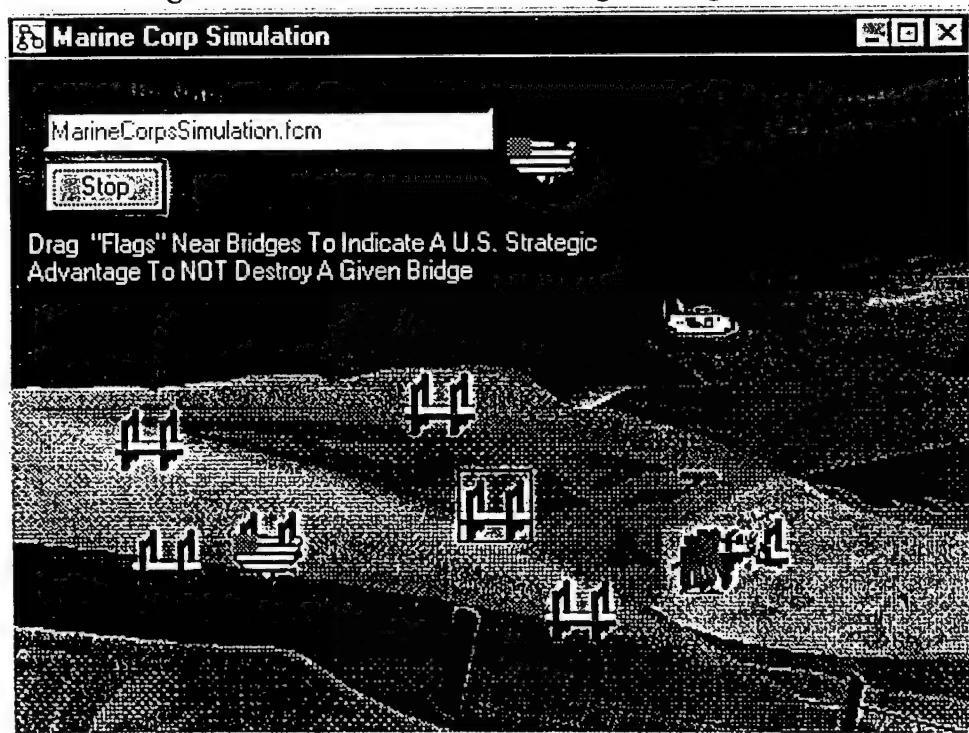 Marine Corp Simulation
MarineCorpsSimulation.fcm
Stop
Drag "Flags" Near Bridges To Indicate A U.S. Strategic
Advantage To NOT Destroy A Given Bridge